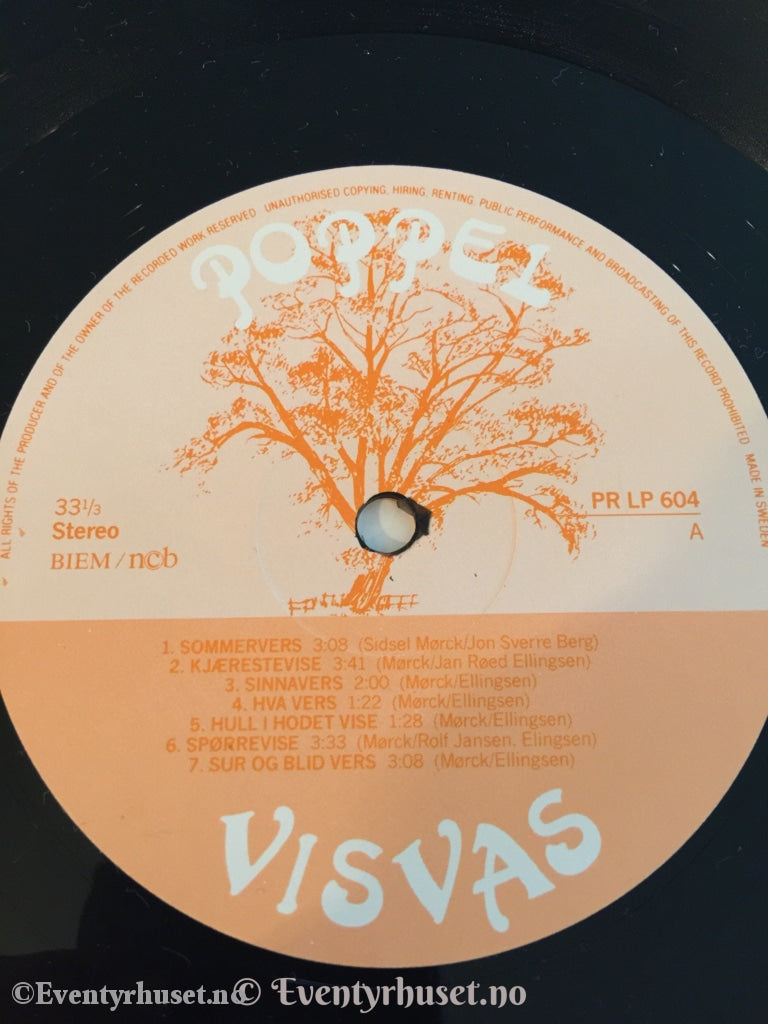 ALL RIGHTS OF THE PRODUCER AND OF THE OWNER OF THE RECORDED WORK RESERVED UNAUTHORISED COPYING, HIRING, RENTING, PUBLIC PERFORMANCE AND BROADCASTING OF THIS RECORD PROHIBITED MADE IN SWEDEN
POPPEL
33⅓
Stereo
BIEM / n©b
PR LP 604
A
1. SOMMERVERS 3:08 (Sidsel Mørck/Jon Sverre Berg)
2. KJÆRESTEVISE 3:41 (Mørck/Jan Røed Ellingsen)
3. SINNAVERS 2:00 (Mørck/Ellingsen)
4. HVA VERS 1:22 (Mørck/Ellingsen)
5. HULL I HODET VISE 1:28 (Mørck/Ellingsen)
6. SPØRREVISE 3:33 (Mørck/Rolf Jansen, Elingsen)
7. SUR OG BLID VERS 3:08 (Mørck/Ellingsen)
VISVAS
©Eventyrhuset.no © Eventyrhuset.no